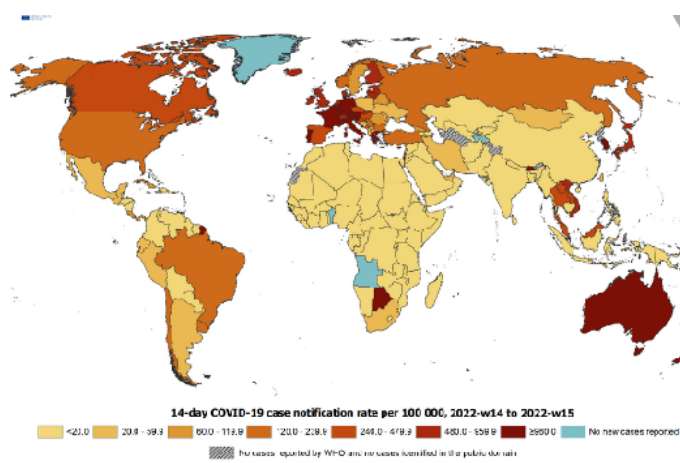 14-day COVID-19 case notification rate per 100 000, 2022-w14 to 2022-w15
<20.0 20.0 - 59.9 60.0 - 119.9 120.0 - 239.9 240.0 - 479.9 480.0 - 959.9 ≥960.0 No new cases reported
No cases reported by WHO and no cases identified in the public domain